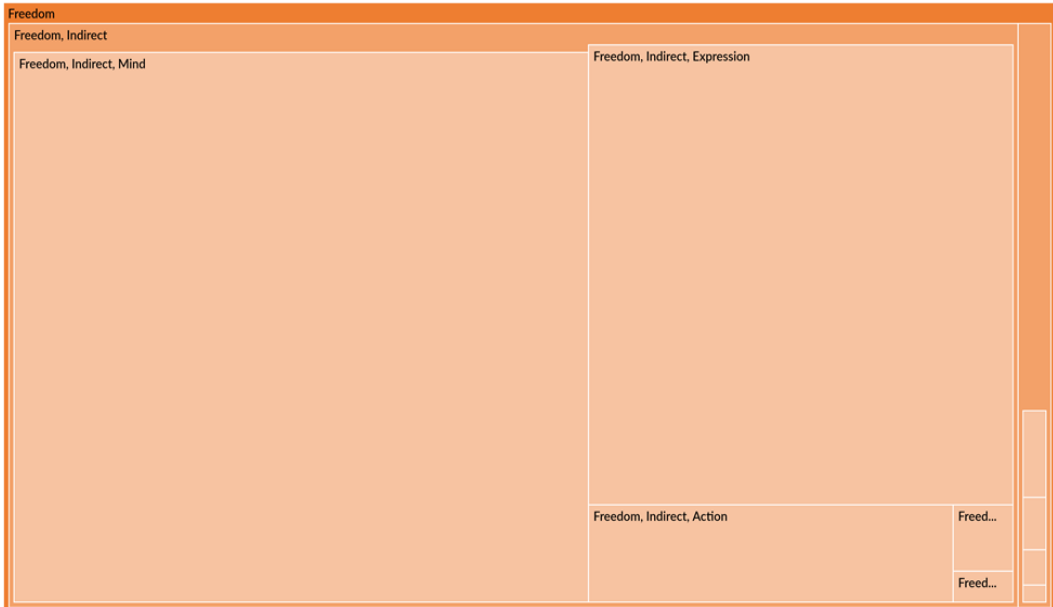 Freedom
Freedom, Indirect
Freedom, Indirect, Mind
Freedom, Indirect, Expression
Freedom, Indirect, Action
Freed...
Freed...